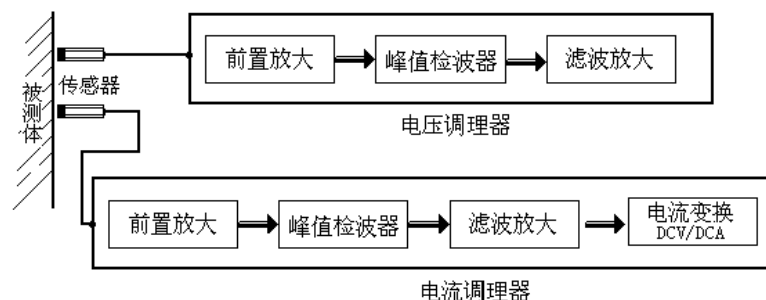 前置放大
峰值检波器
滤波放大
传感器
被测体
电压调理器
前置放大
峰值检波器
滤波放大
电流变换
DCV/DCA
电流调理器